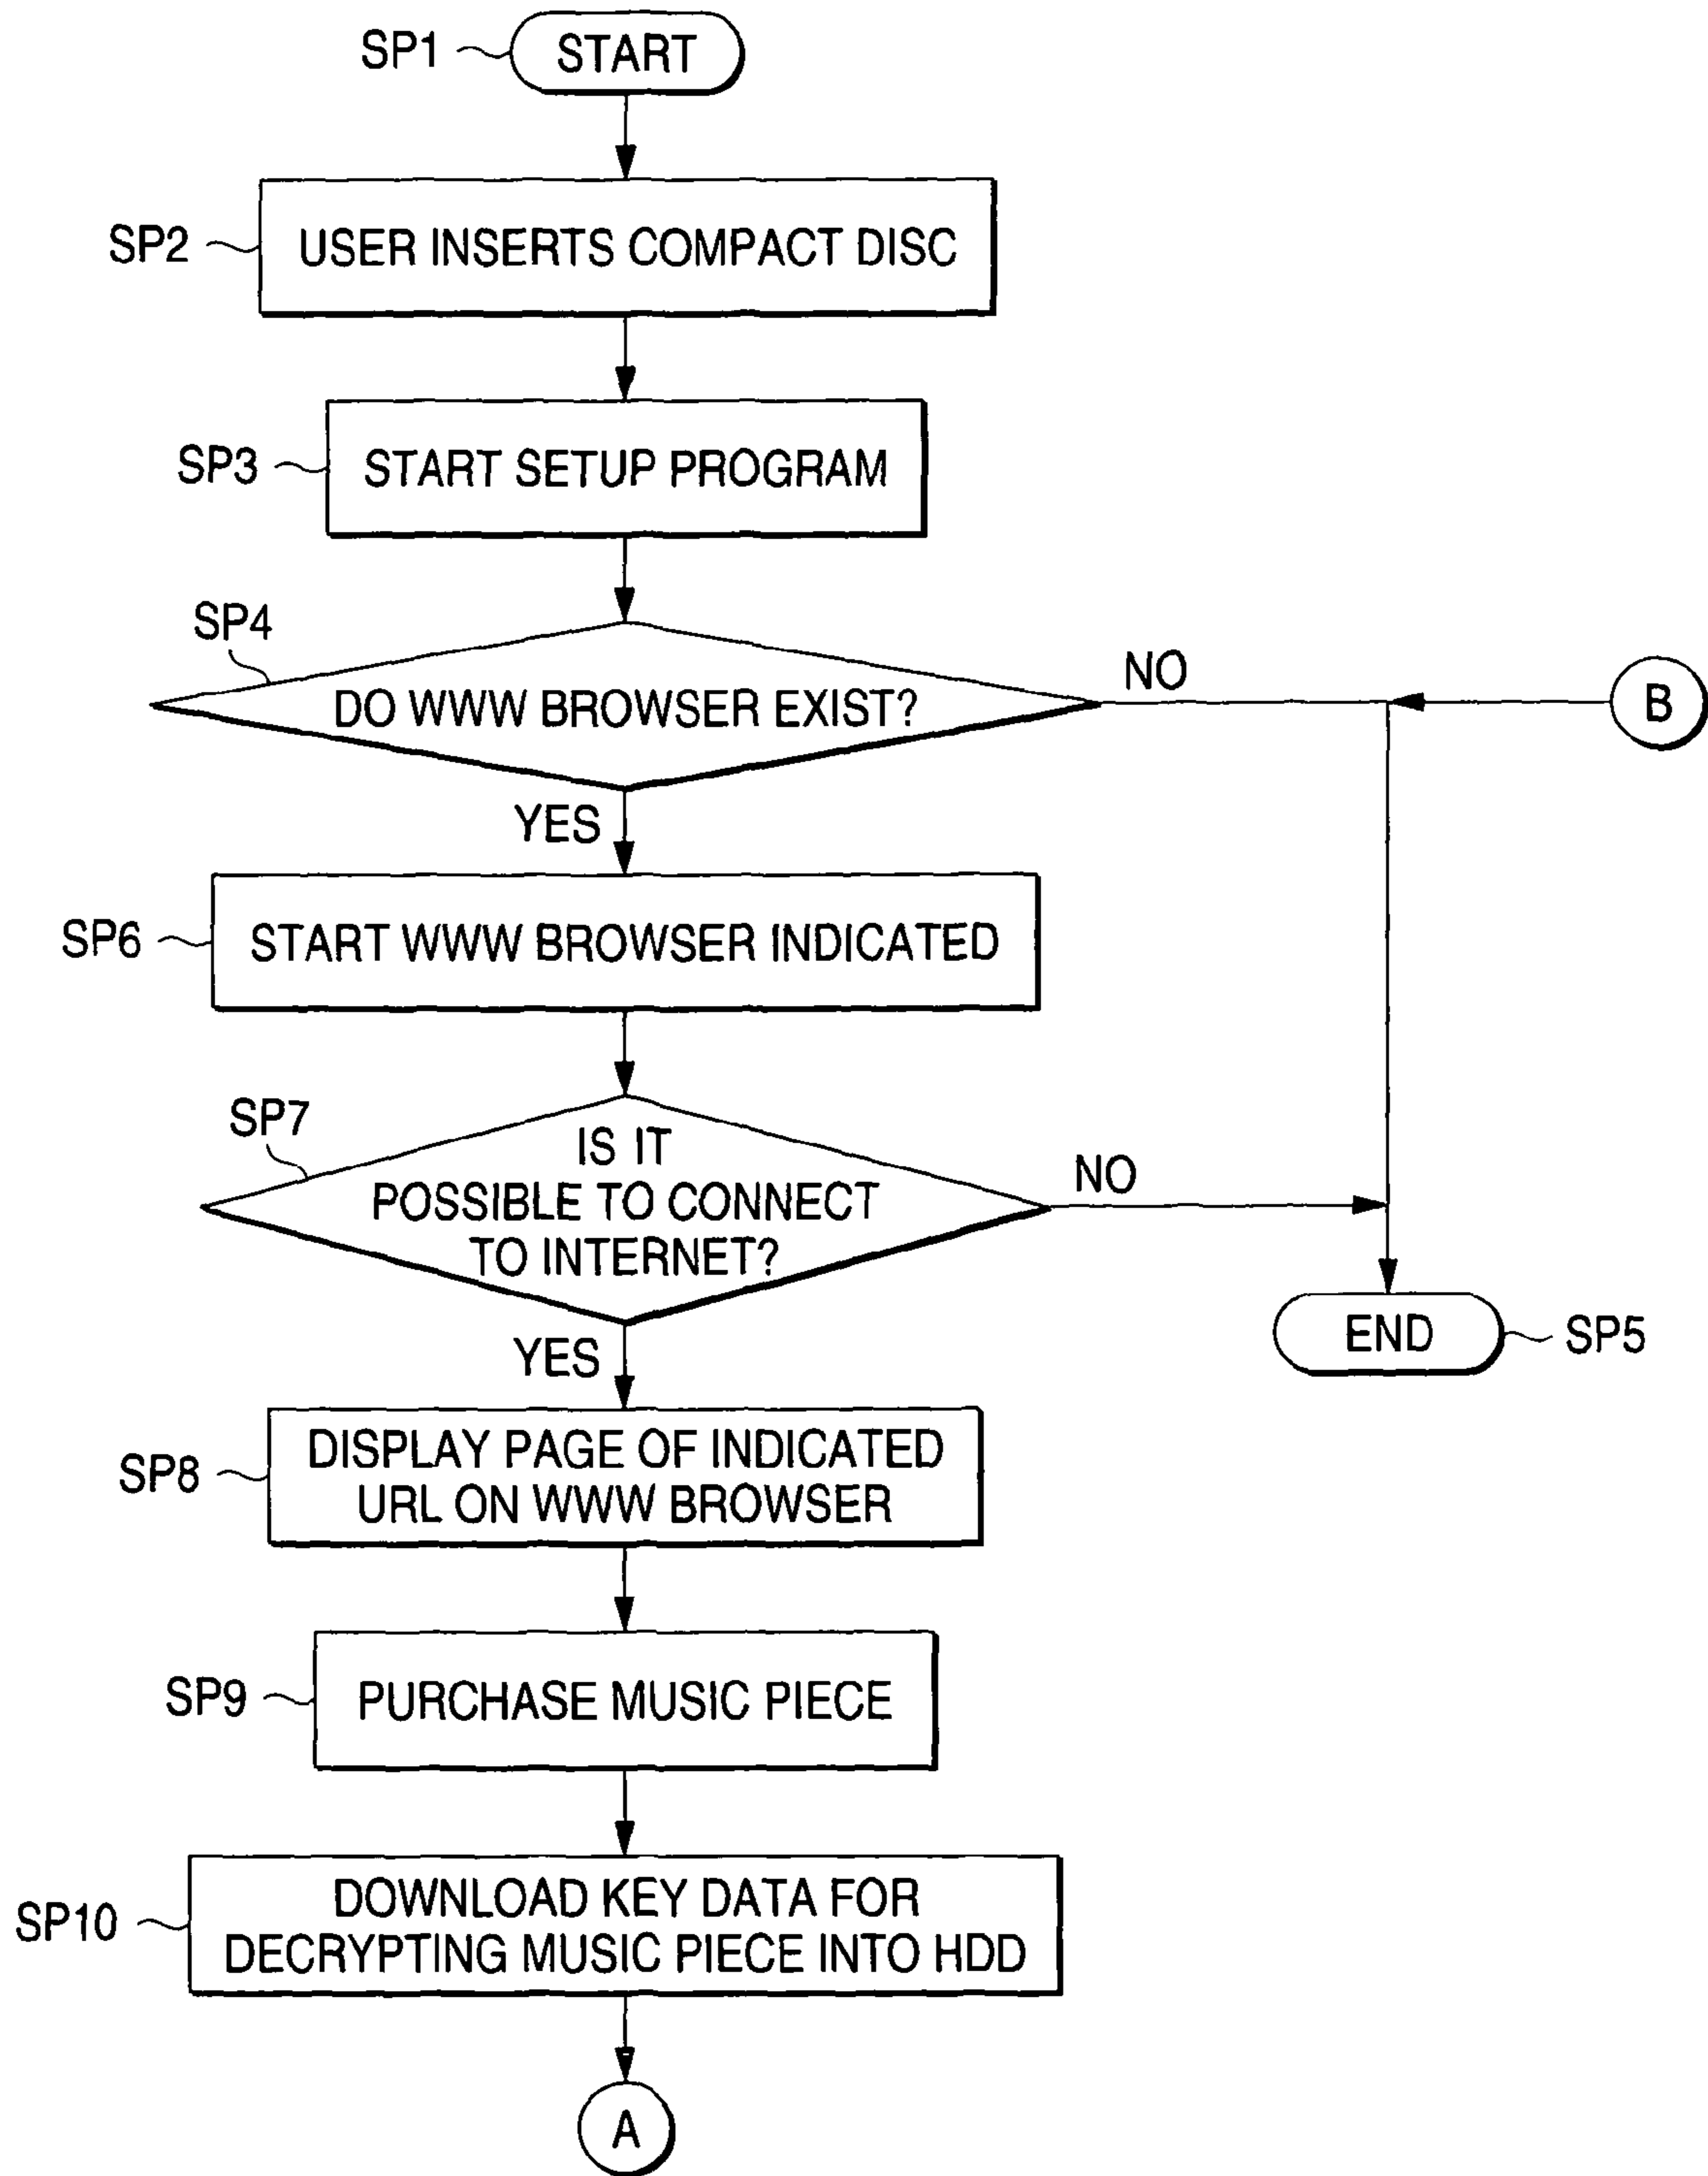 SP1
START
SP2
USER INSERTS COMPACT DISC
SP3
START SETUP PROGRAM
SP4
DO WWW BROWSER EXIST?
NO
B
YES
SP6
START WWW BROWSER INDICATED
SP7
IS IT
POSSIBLE TO CONNECT
TO INTERNET?
NO
END
SP5
YES
SP8
DISPLAY PAGE OF INDICATED
URL ON WWW BROWSER
SP9
PURCHASE MUSIC PIECE
SP10
DOWNLOAD KEY DATA FOR
DECRYPTING MUSIC PIECE INTO HDD
A